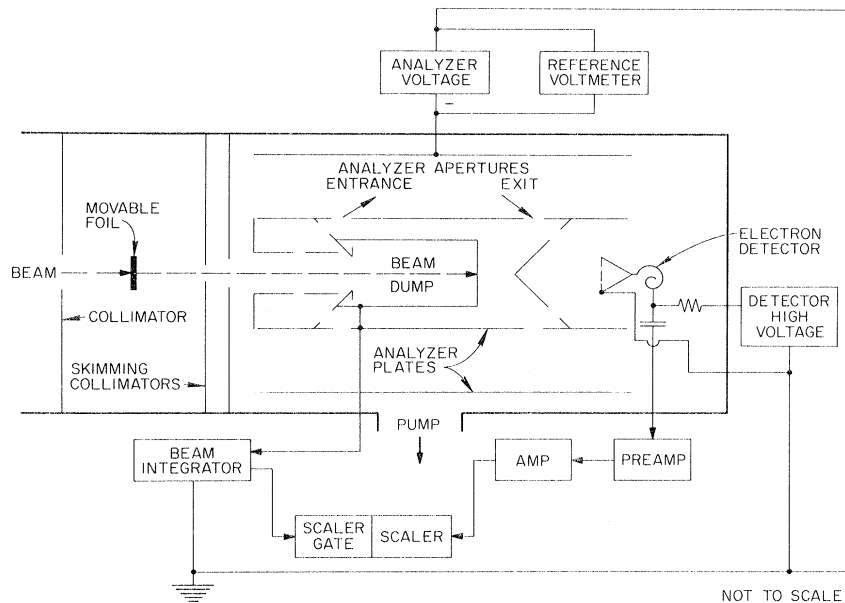 ANALYZER
VOLTAGE
REFERENCE
VOLTMETER
–
ANALYZER APERTURES
ENTRANCE EXIT
MOVABLE
FOIL
ELECTRON
DETECTOR
BEAM
BEAM
DUMP
DETECTOR
HIGH
VOLTAGE
COLLIMATOR
ANALYZER
PLATES
SKIMMING
COLLIMATORS
PUMP
BEAM
INTEGRATOR
AMP
PREAMP
SCALER
GATE
SCALER
NOT TO SCALE